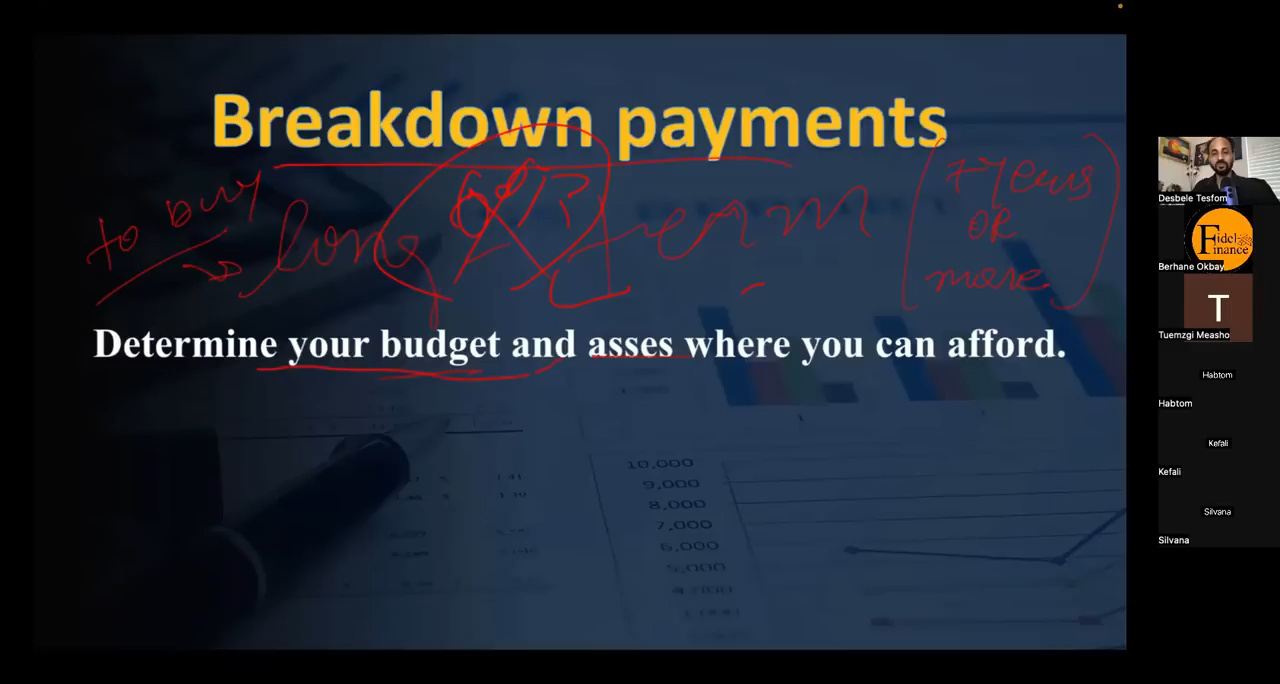 Breakdown payments
to buy
long term
7 years
OR
more
Determine your budget and asses where you can afford.
10,000
9,000
8,000
7,000
6,000
5,000
Desbele Tesfom
Fidel
Finance
Berhane Okbay
T
Tuemzgi Measho
Habtom
Habtom
Kefali
Kefali
Silvana
Silvana